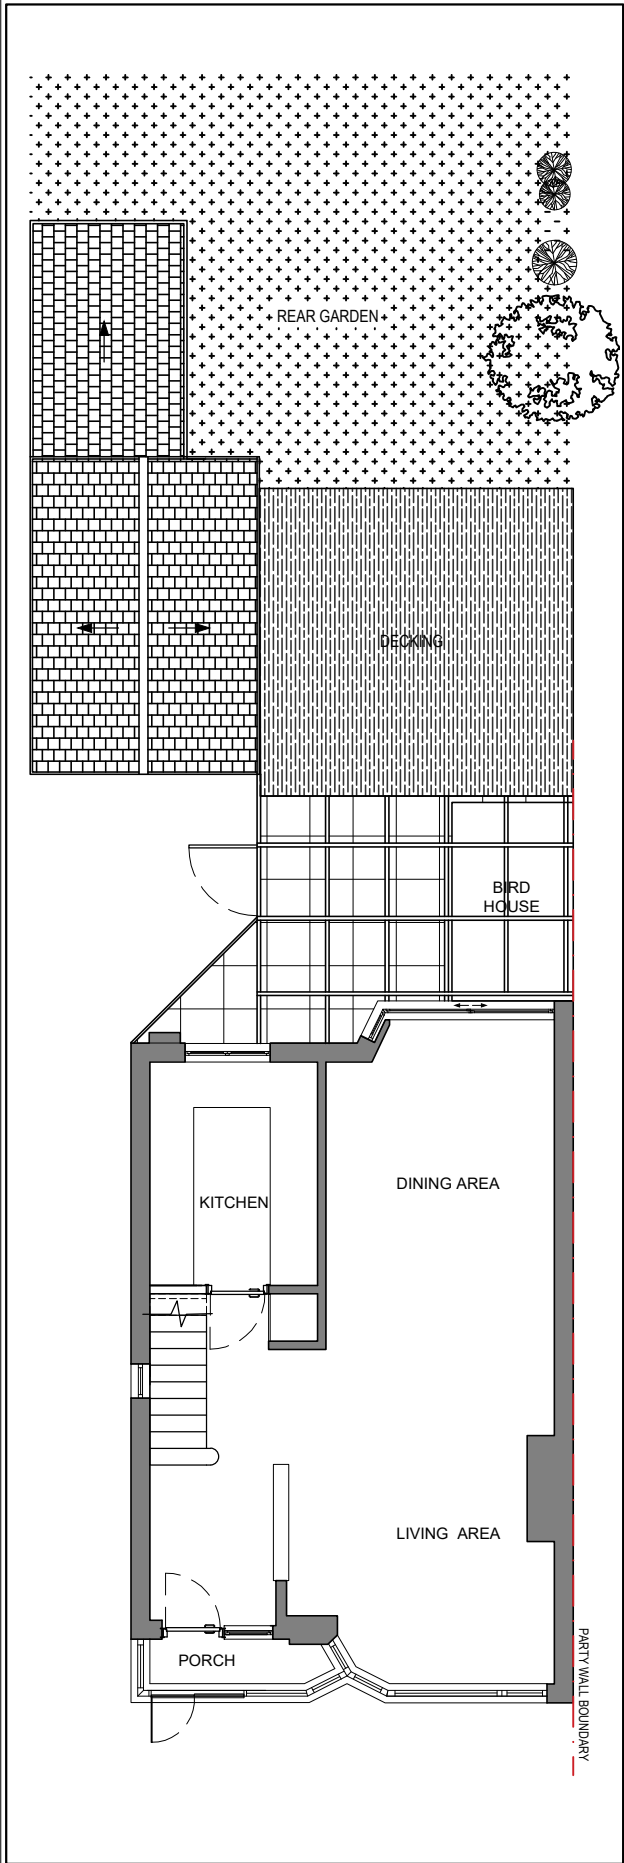 REAR GARDEN
DECKING
BIRD
HOUSE
DINING AREA
KITCHEN
LIVING AREA
PORCH
PARTY WALL BOUNDARY